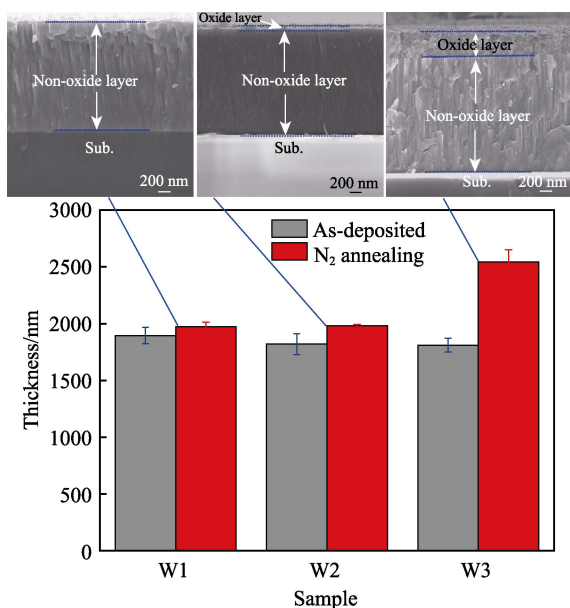 Oxide layer
Non-oxide layer
Sub.
200 nm
Non-oxide layer
Sub.
200 nm
Oxide layer
Non-oxide layer
Sub.
200 nm
3000
2500
2000
1500
1000
500
0
Thickness/nm
As-deposited
N₂ annealing
W1 W2 W3
Sample